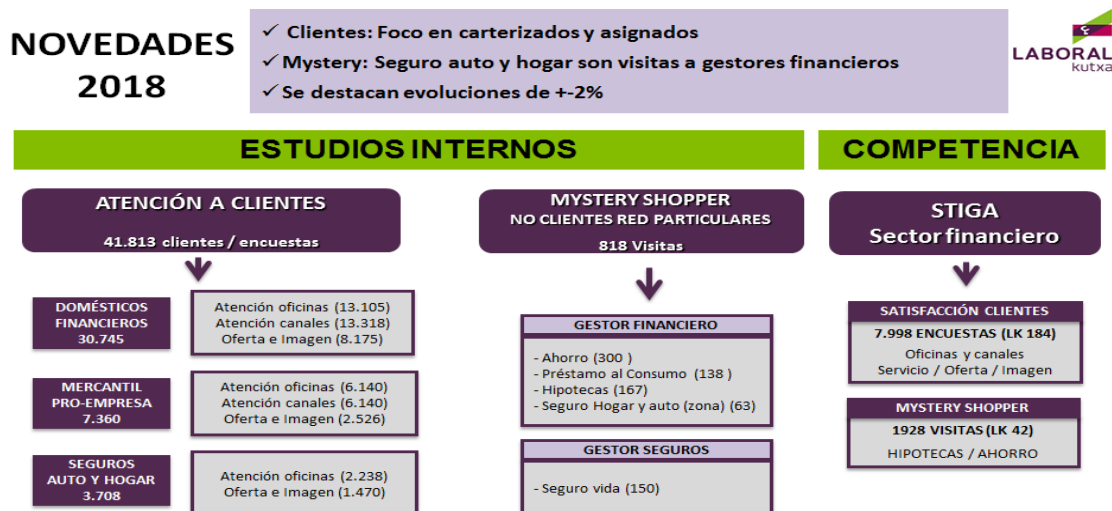 NOVEDADES
2018
✓ Clientes: Foco en carterizados y asignados
✓ Mystery: Seguro auto y hogar son visitas a gestores financieros
✓ Se destacan evoluciones de +-2%
LABORAL
kutxa
ESTUDIOS INTERNOS
COMPETENCIA
ATENCIÓN A CLIENTES
41.813 clientes / encuestas
DOMÉSTICOS
FINANCIEROS
30.745
Atención oficinas (13.105)
Atención canales (13.318)
Oferta e Imagen (8.175)
MERCANTIL
PRO-EMPRESA
7.360
Atención oficinas (6.140)
Atención canales (6.140)
Oferta e Imagen (2.526)
SEGUROS
AUTO Y HOGAR
3.708
Atención oficinas (2.238)
Oferta e Imagen (1.470)
MYSTERY SHOPPER
NO CLIENTES RED PARTICULARES
818 Visitas
GESTOR FINANCIERO
- Ahorro (300 )
- Préstamo al Consumo (138 )
- Hipotecas (167)
- Seguro Hogar y auto (zona) (63)
GESTOR SEGUROS
- Seguro vida (150)
STIGA
Sector financiero
SATISFACCIÓN CLIENTES
7.998 ENCUESTAS (LK 184)
Oficinas y canales
Servicio / Oferta / Imagen
MYSTERY SHOPPER
1928 VISITAS (LK 42)
HIPOTECAS / AHORRO